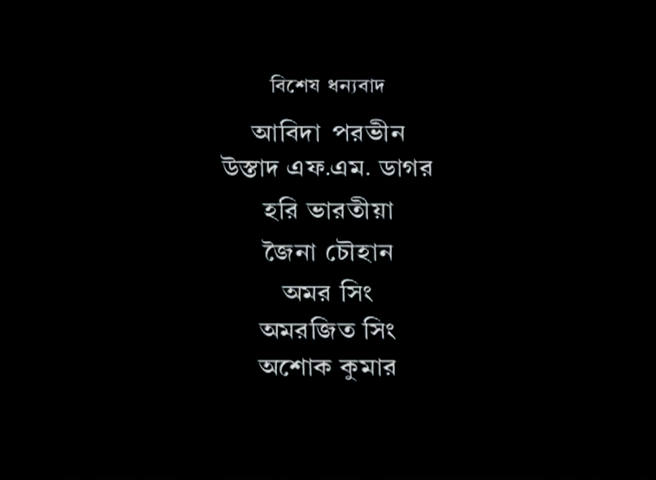 বিশেষ ধন্যবাদ
আবিদা পরভীন
উস্তাদ এফ.এম. ডাগর
হরি ভারতীয়া
জৈনা চৌহান
অমর সিং
অমরজিত সিং
অশোক কুমার